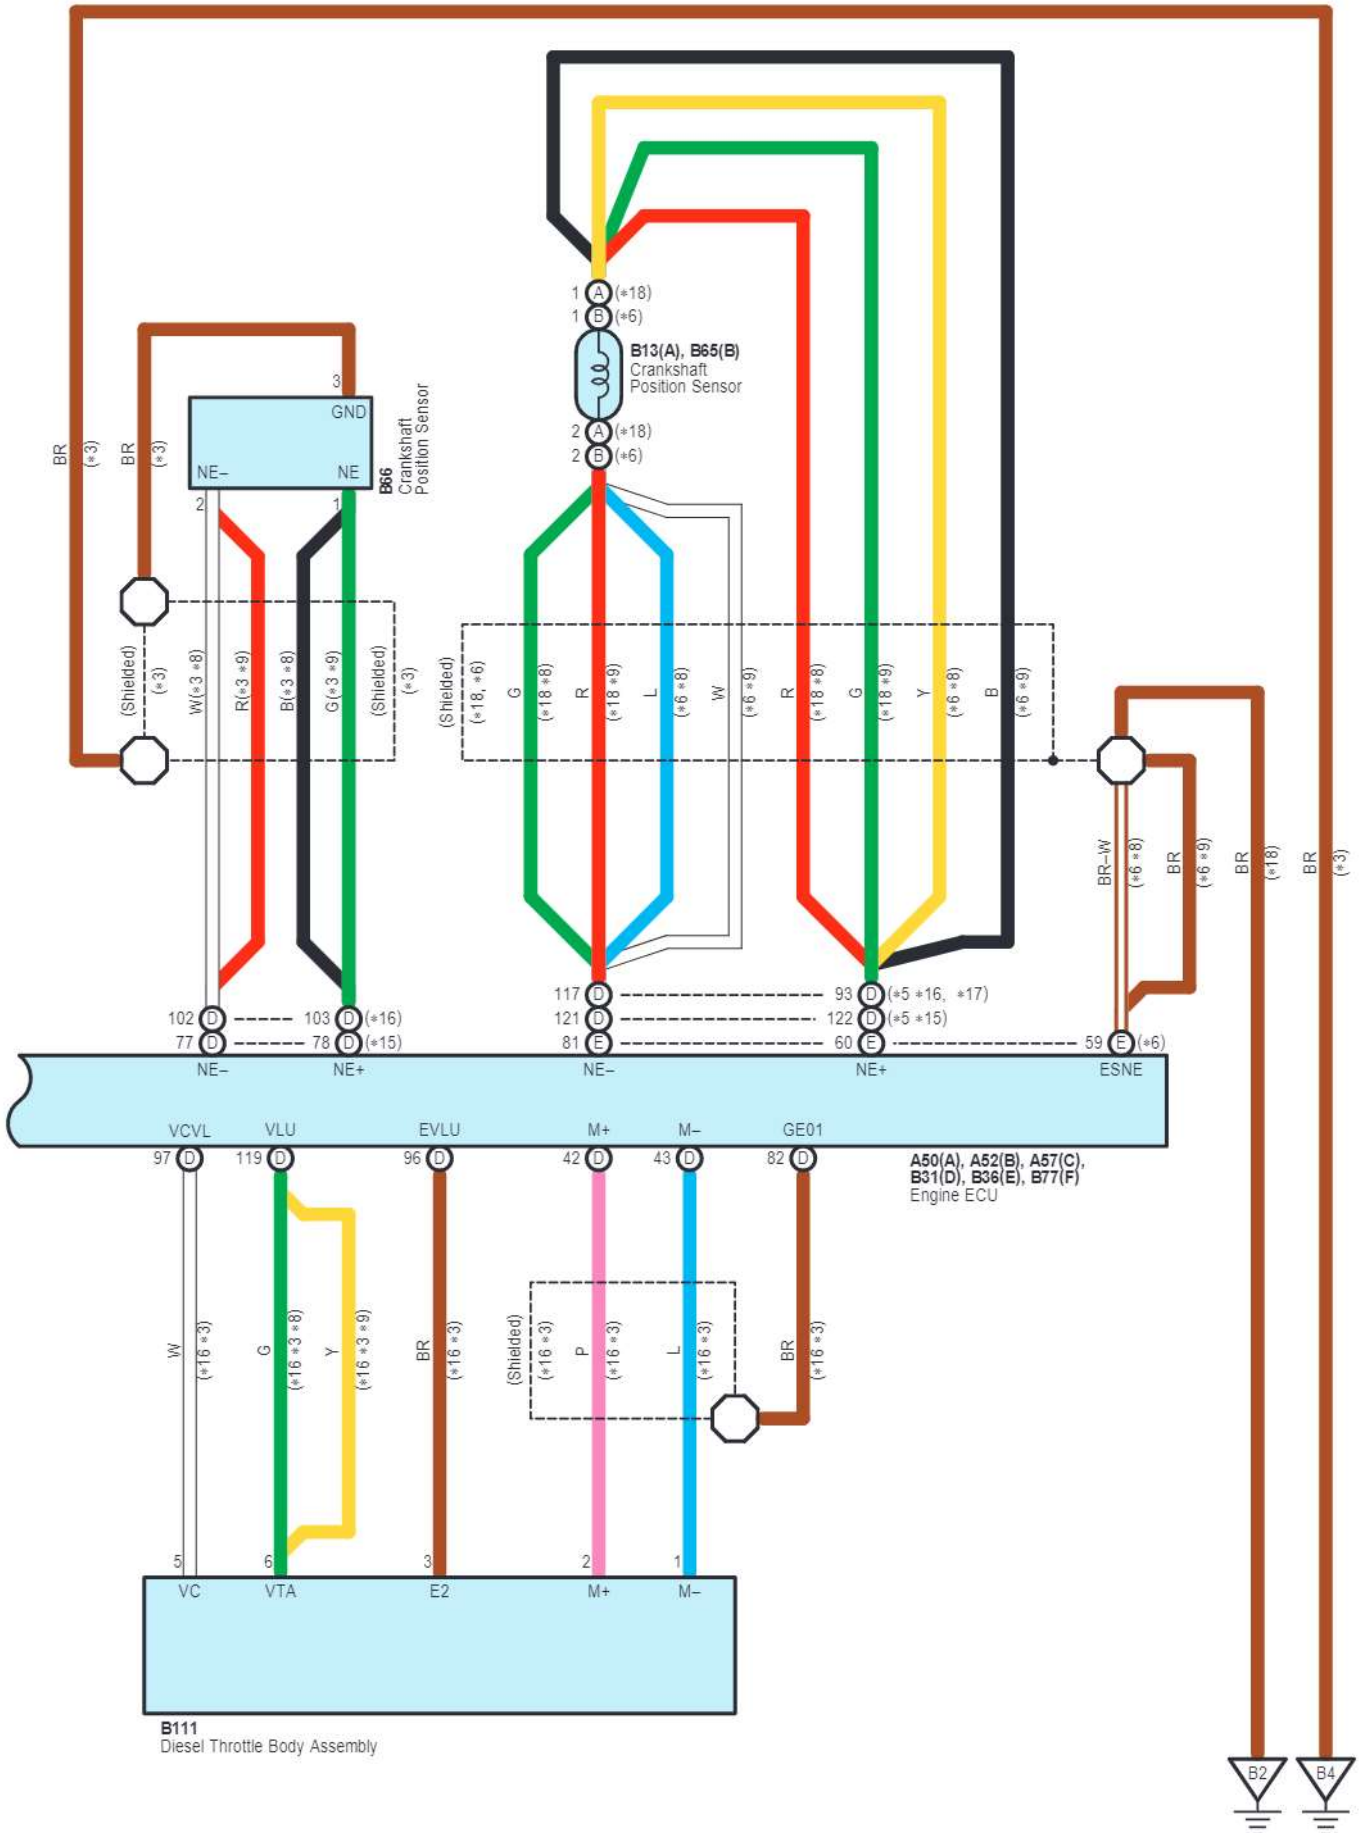 1 A (∗18)
1 B (∗6)
B13(A), B65(B)
Crankshaft
Position Sensor
2 A (∗18)
2 B (∗6)
3
GND
NE– NE
B66
Crankshaft
Position Sensor
2 1
BR
(∗3)
BR
(∗3)
(Shielded)
(∗3)
W(∗3 ∗8)
R(∗3 ∗9)
B(∗3 ∗8)
G(∗3 ∗9)
(Shielded)
(∗3)
(Shielded)
(∗18, ∗6)
G
(∗18 ∗8)
R
(∗18 ∗9)
L
(∗6 ∗8)
W
(∗6 ∗9)
R
(∗18 ∗8)
G
(∗18 ∗9)
Y
(∗6 ∗8)
B
(∗6 ∗9)
BR–W
(∗6 ∗8)
BR
(∗6 ∗9)
BR
(∗18)
BR
(∗3)
117 D 93 D (∗5 ∗16, ∗17)
102 D 103 D (∗16) 121 D 122 D (∗5 ∗15)
77 D 78 D (∗15) 81 E 60 E 59 E (∗6)
NE– NE+ NE– NE+ ESNE
VCVL VLU EVLU M+ M– GE01
97 D 119 D 96 D 42 D 43 D 82 D
A50(A), A52(B), A57(C),
B31(D), B36(E), B77(F)
Engine ECU
W
(∗16 ∗3)
G
(∗16 ∗3 ∗8)
Y
(∗16 ∗3 ∗9)
BR
(∗16 ∗3)
(Shielded)
(∗16 ∗3)
P
(∗16 ∗3)
L
(∗16 ∗3)
BR
(∗16 ∗3)
5 6 3 2 1
VC VTA E2 M+ M–
B111
Diesel Throttle Body Assembly
B2 B4